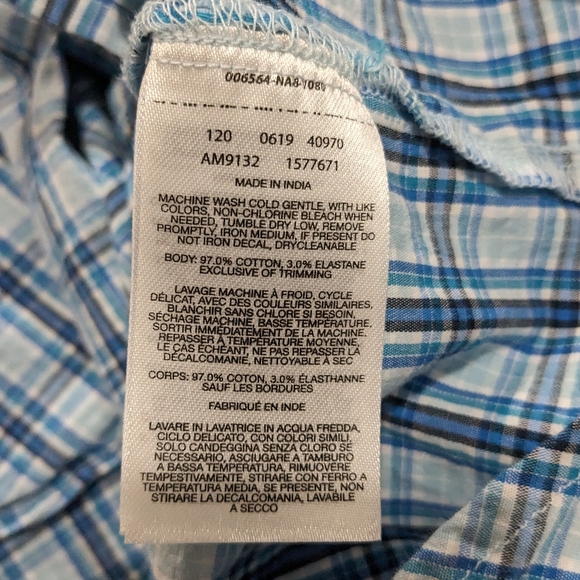 006564-NA8-1080
120 0619 40970
AM9132 1577671
MADE IN INDIA
MACHINE WASH COLD GENTLE, WITH LIKE
COLORS, NON-CHLORINE BLEACH WHEN
NEEDED, TUMBLE DRY LOW, REMOVE
PROMPTLY, IRON MEDIUM, IF PRESENT DO
NOT IRON DECAL, DRYCLEANABLE
BODY: 97.0% COTTON, 3.0% ELASTANE
EXCLUSIVE OF TRIMMING
LAVAGE MACHINE À FROID, CYCLE
DÉLICAT, AVEC DES COULEURS SIMILAIRES,
BLANCHIR SANS CHLORE SI BESOIN,
SÉCHAGE MACHINE, BASSE TEMPÉRATURE.
SORTIR IMMÉDIATEMENT DE LA MACHINE.
REPASSER À TEMPÉRATURE MOYENNE,
LE CAS ÉCHÉANT, NE PAS REPASSER LA
DÉCALCOMANIE, NETTOYABLE À SEC
CORPS: 97.0% COTON, 3.0% ÉLASTHANNE
SAUF LES BORDURES
FABRIQUÉ EN INDE
LAVARE IN LAVATRICE IN ACQUA FREDDA,
CICLO DELICATO, CON COLORI SIMILI,
SOLO CANDEGGINA SENZA CLORO SE
NECESSARIO, ASCIUGARE A TAMBURO
A BASSA TEMPERATURA, RIMUOVERE
TEMPESTIVAMENTE, STIRARE CON FERRO A
TEMPERATURA MEDIA, SE PRESENTE, NON
STIRARE LA DECALCOMANIA, LAVABILE
A SECCO